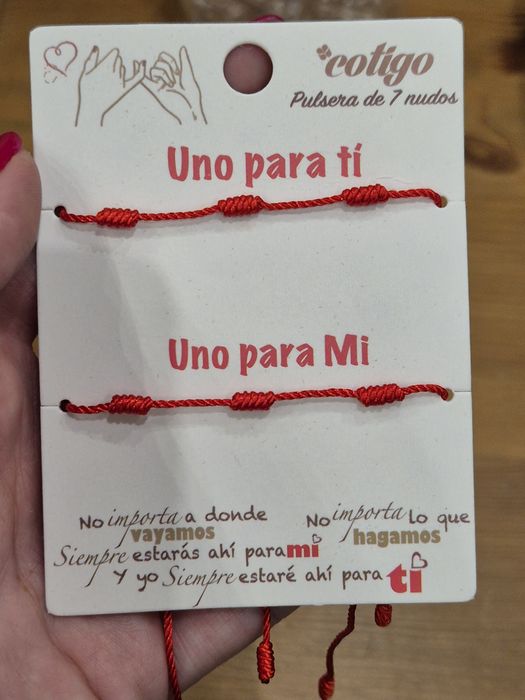 cotigo
Pulsera de 7 nudos
Uno para tí
Uno para Mi
No importa a donde vayamos
Siempre estarás ahí para mi
No importa lo que hagamos
Y yo Siempre estaré ahí para ti